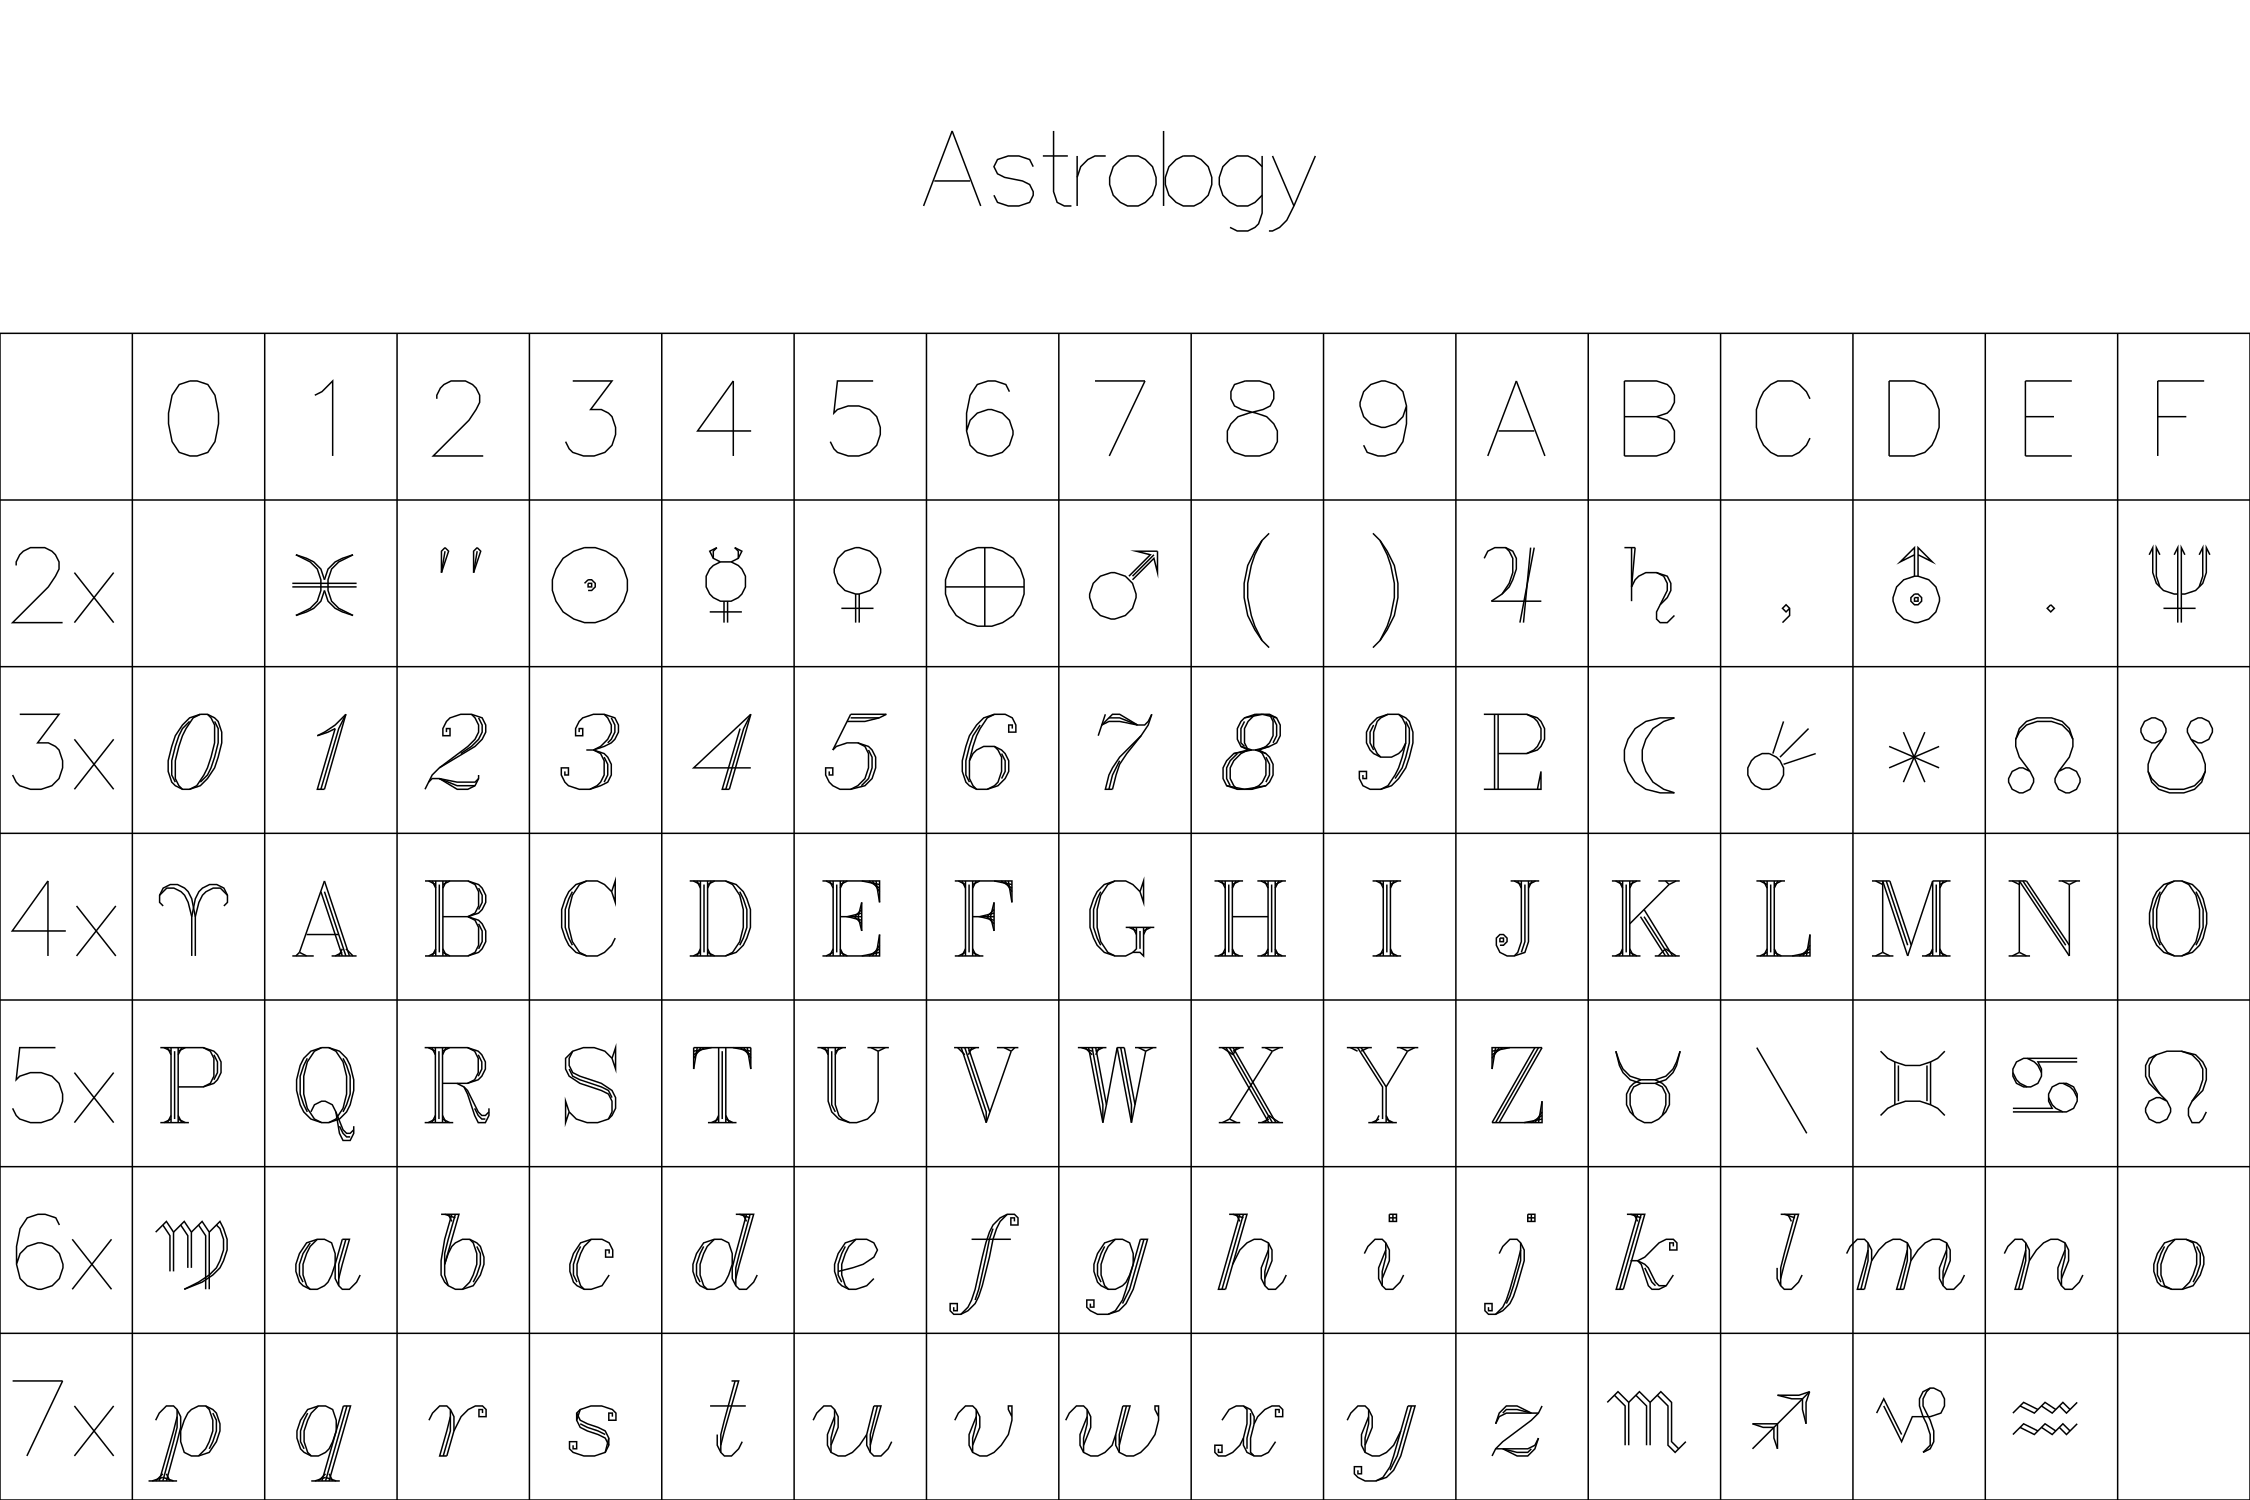 Astrology
0 1 2 3 4 5 6 7 8 9 A B C D E F
2x ♓ " ☉ ☿ ♀ ⊕ ♂ ( ) ♃ ♄ , ⛢ . ♆
3x 0 1 2 3 4 5 6 7 8 9 ♇ ☾ ☄ * ☊ ☋
4x ♈ A B C D E F G H I J K L M N O
5x P Q R S T U V W X Y Z ♉ \ ♊ ♋ ♌
6x ♍ a b c d e f g h i j k l m n o
7x p q r s t u v w x y z ♏ ♐ ♑ ♒